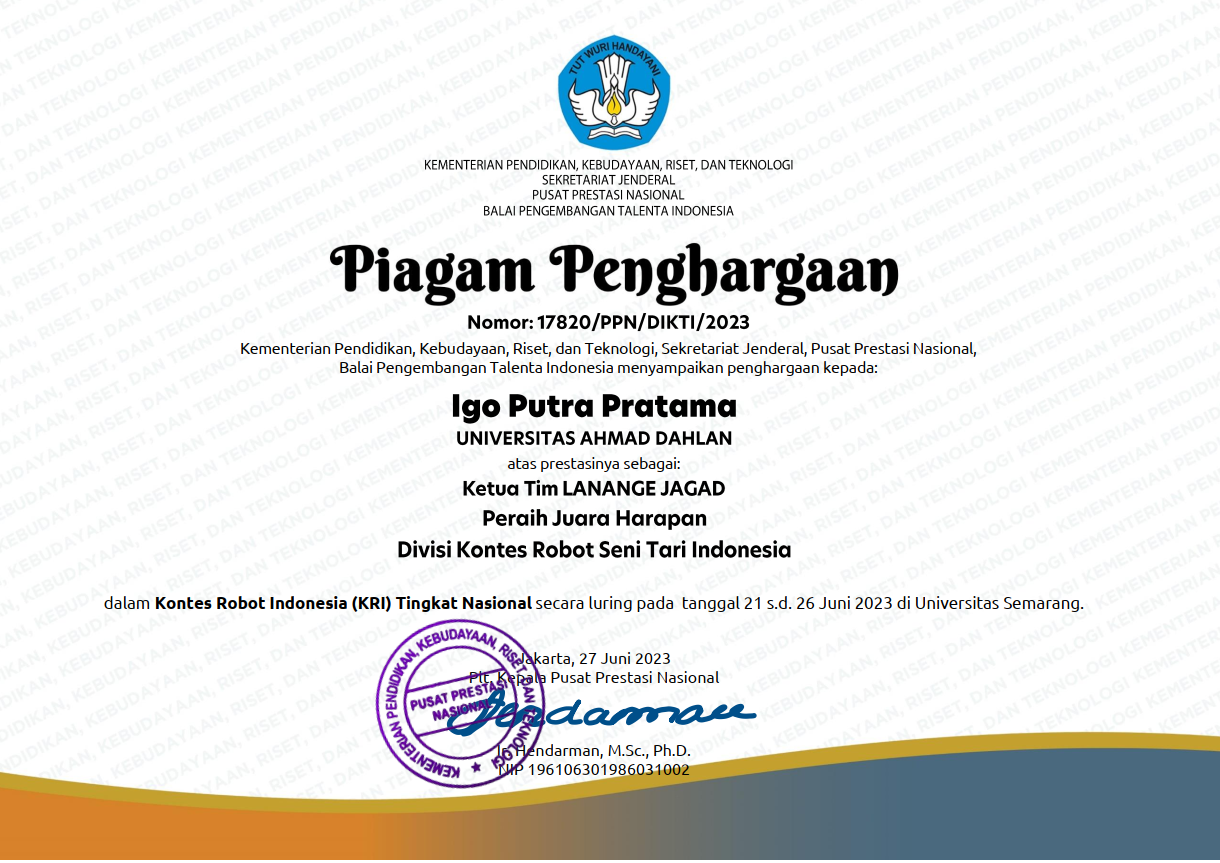 TUT WURI HANDAYANI
KEMENTERIAN PENDIDIKAN, KEBUDAYAAN, RISET, DAN TEKNOLOGI
SEKRETARIAT JENDERAL
PUSAT PRESTASI NASIONAL
BALAI PENGEMBANGAN TALENTA INDONESIA
Piagam Penghargaan
Nomor: 17820/PPN/DIKTI/2023
Kementerian Pendidikan, Kebudayaan, Riset, dan Teknologi, Sekretariat Jenderal, Pusat Prestasi Nasional,
Balai Pengembangan Talenta Indonesia menyampaikan penghargaan kepada:
Igo Putra Pratama
UNIVERSITAS AHMAD DAHLAN
atas prestasinya sebagai:
Ketua Tim LANANGE JAGAD
Peraih Juara Harapan
Divisi Kontes Robot Seni Tari Indonesia
dalam Kontes Robot Indonesia (KRI) Tingkat Nasional secara luring pada tanggal 21 s.d. 26 Juni 2023 di Universitas Semarang.
Jakarta, 27 Juni 2023
Plt. Kepala Pusat Prestasi Nasional
KEMENTERIAN PENDIDIKAN, KEBUDAYAAN, RISET, DAN TEKNOLOGI
PUSAT PRESTASI
NASIONAL
Hendarman
Ir. Hendarman, M.Sc., Ph.D.
NIP 196106301986031002